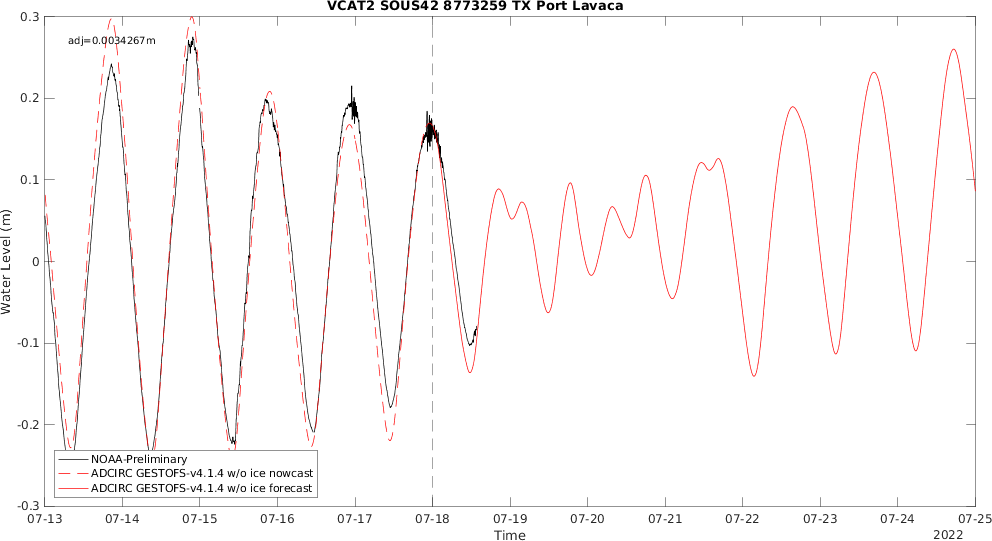 VCAT2 SOUS42 8773259 TX Port Lavaca
adj=0.0034267m
Water Level (m)
0.3
0.2
0.1
0
-0.1
-0.2
-0.3
NOAA-Preliminary
ADCIRC GESTOFS-v4.1.4 w/o ice nowcast
ADCIRC GESTOFS-v4.1.4 w/o ice forecast
07-13 07-14 07-15 07-16 07-17 07-18 07-19 07-20 07-21 07-22 07-23 07-24 07-25
Time
2022